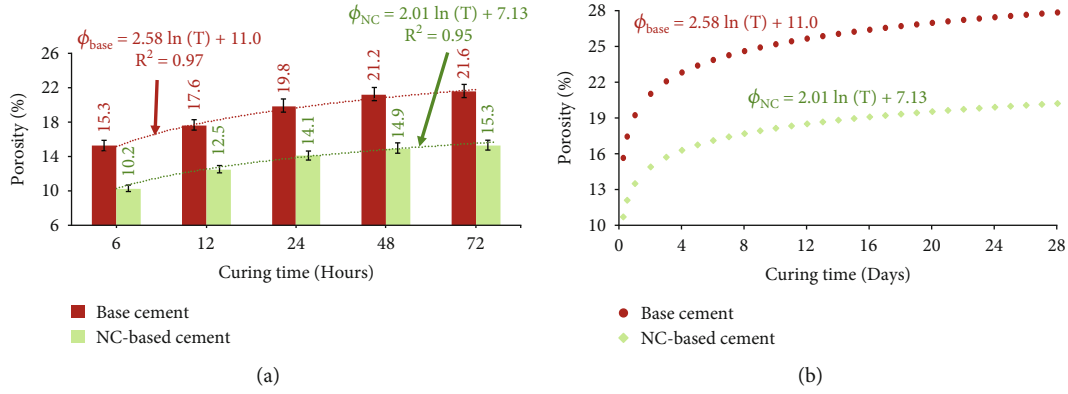 ϕbase = 2.58 ln (T) + 11.0
R² = 0.97
ϕNC = 2.01 ln (T) + 7.13
R² = 0.95
Porosity (%)
26
22
18
14
10
6
15.3
10.2
17.6
12.5
19.8
14.1
21.2
14.9
21.6
15.3
6 12 24 48 72
Curing time (Hours)
Base cement
NC-based cement
(a)
ϕbase = 2.58 ln (T) + 11.0
ϕNC = 2.01 ln (T) + 7.13
Porosity (%)
28
25
22
19
16
13
10
0 4 8 12 16 20 24 28
Curing time (Days)
Base cement
NC-based cement
(b)